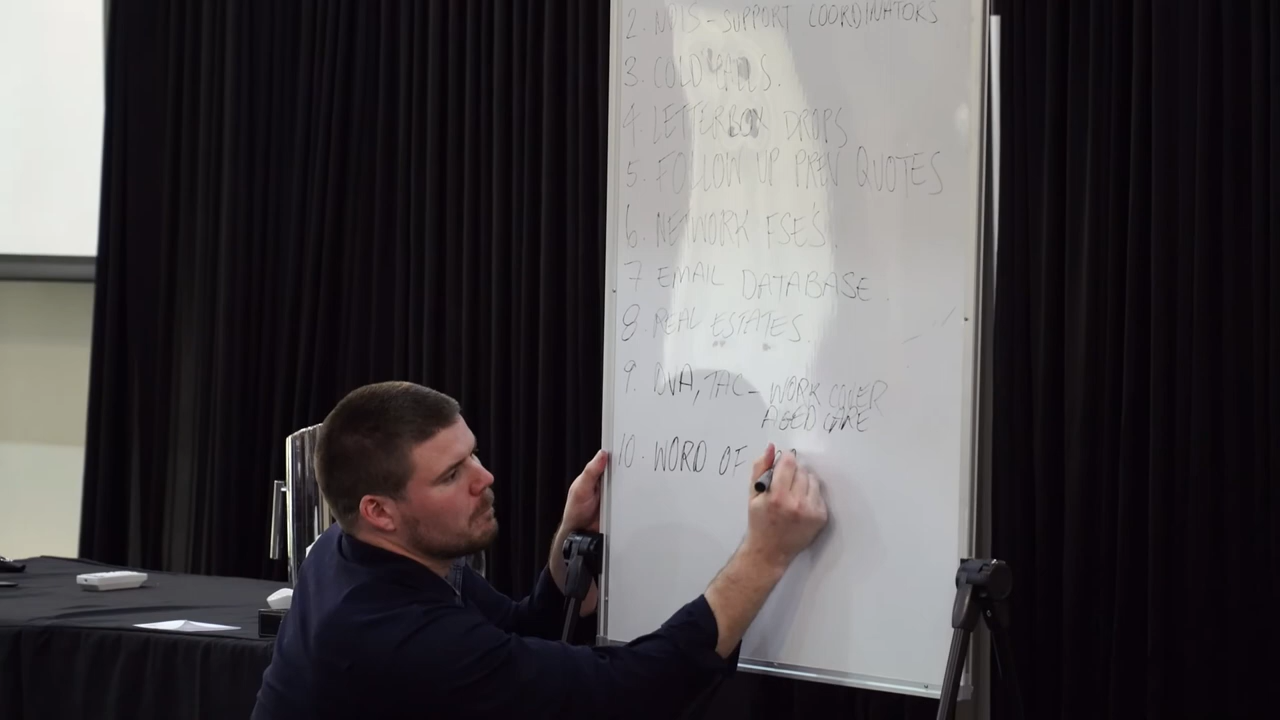 2. NDIS - SUPPORT COORDINATORS
3. COLD CALLS.
4. LETTERBOX DROPS
5. FOLLOW UP PREV QUOTES
6. NETWORK FSE'S.
7 EMAIL DATABASE.
8. REAL ESTATES.
9. DVA, TAC - WORK COVER
AGED CARE
10. WORD OF